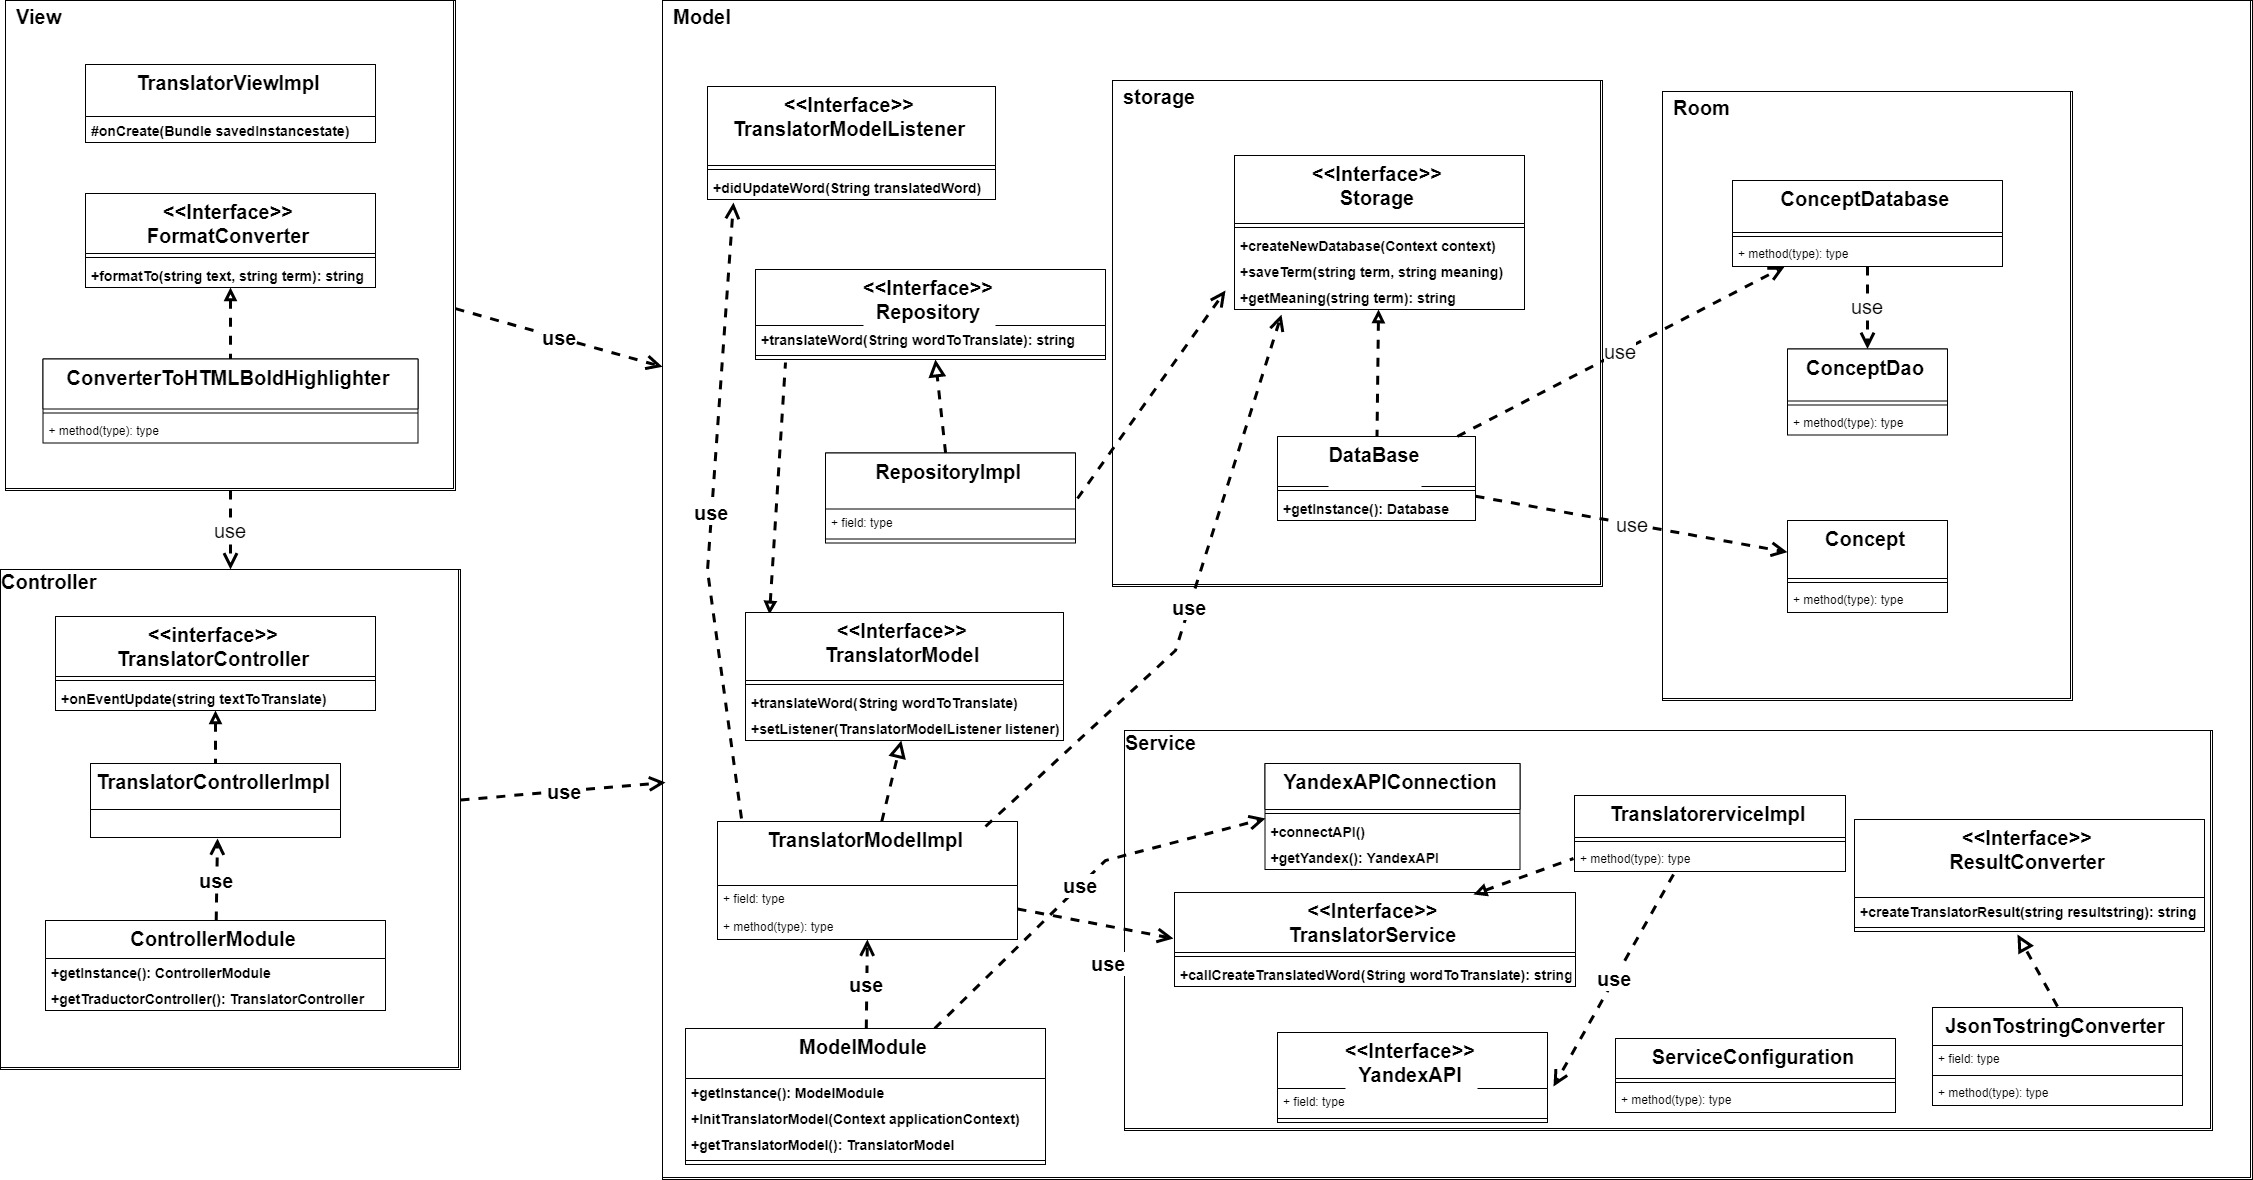 View
TranslatorViewImpl
#onCreate(Bundle savedInstancestate)
<<Interface>>
FormatConverter
+formatTo(string text, string term): string
ConverterToHTMLBoldHighlighter
+ method(type): type
use
use
Controller
<<interface>>
TranslatorController
+onEventUpdate(string textToTranslate)
TranslatorControllerImpl
use
ControllerModule
+getInstance(): ControllerModule
+getTraductorController(): TranslatorController
use
Model
<<Interface>>
TranslatorModelListener
+didUpdateWord(String translatedWord)
<<Interface>>
Repository
+translateWord(String wordToTranslate): string
RepositoryImpl
+ field: type
use
<<Interface>>
TranslatorModel
+translateWord(String wordToTranslate)
+setListener(TranslatorModelListener listener)
TranslatorModelImpl
+ field: type
+ method(type): type
use
ModelModule
+getInstance(): ModelModule
+initTranslatorModel(Context applicationContext)
+getTranslatorModel(): TranslatorModel
use
use
use
storage
<<Interface>>
Storage
+createNewDatabase(Context context)
+saveTerm(string term, string meaning)
+getMeaning(string term): string
DataBase
+getInstance(): Database
use
use
Room
ConceptDatabase
+ method(type): type
use
ConceptDao
+ method(type): type
Concept
+ method(type): type
Service
YandexAPIConnection
+connectAPI()
+getYandex(): YandexAPI
TranslatorerviceImpl
+ method(type): type
<<Interface>>
ResultConverter
+createTranslatorResult(string resultstring): string
<<Interface>>
TranslatorService
+callCreateTranslatedWord(String wordToTranslate): string
use
<<Interface>>
YandexAPI
+ field: type
ServiceConfiguration
+ method(type): type
JsonTostringConverter
+ field: type
+ method(type): type